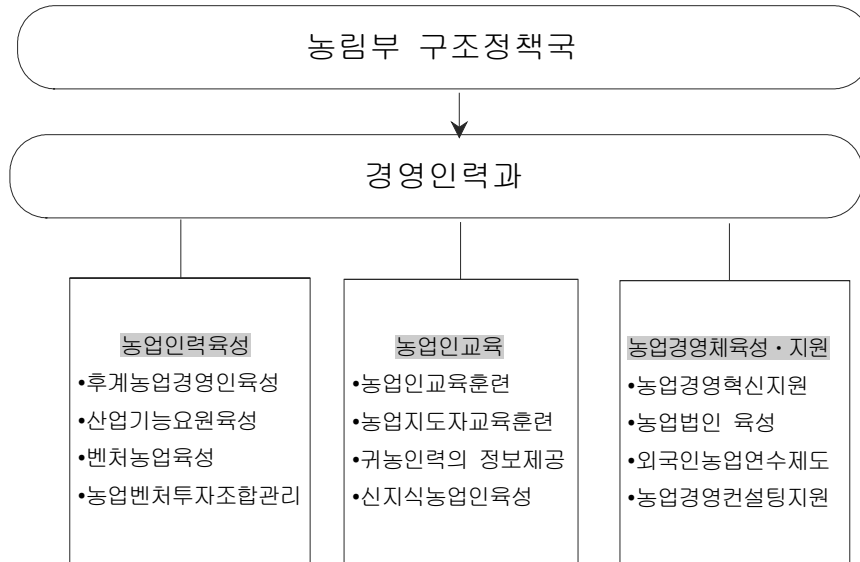 농림부 구조정책국
경영인력과
농업인력육성
•후계농업경영인육성
•산업기능요원육성
•벤처농업육성
•농업벤처투자조합관리
농업인교육
•농업인교육훈련
•농업지도자교육훈련
•귀농인력의 정보제공
•신지식농업인육성
농업경영체육성・지원
•농업경영혁신지원
•농업법인 육성
•외국인농업연수제도
•농업경영컨설팅지원